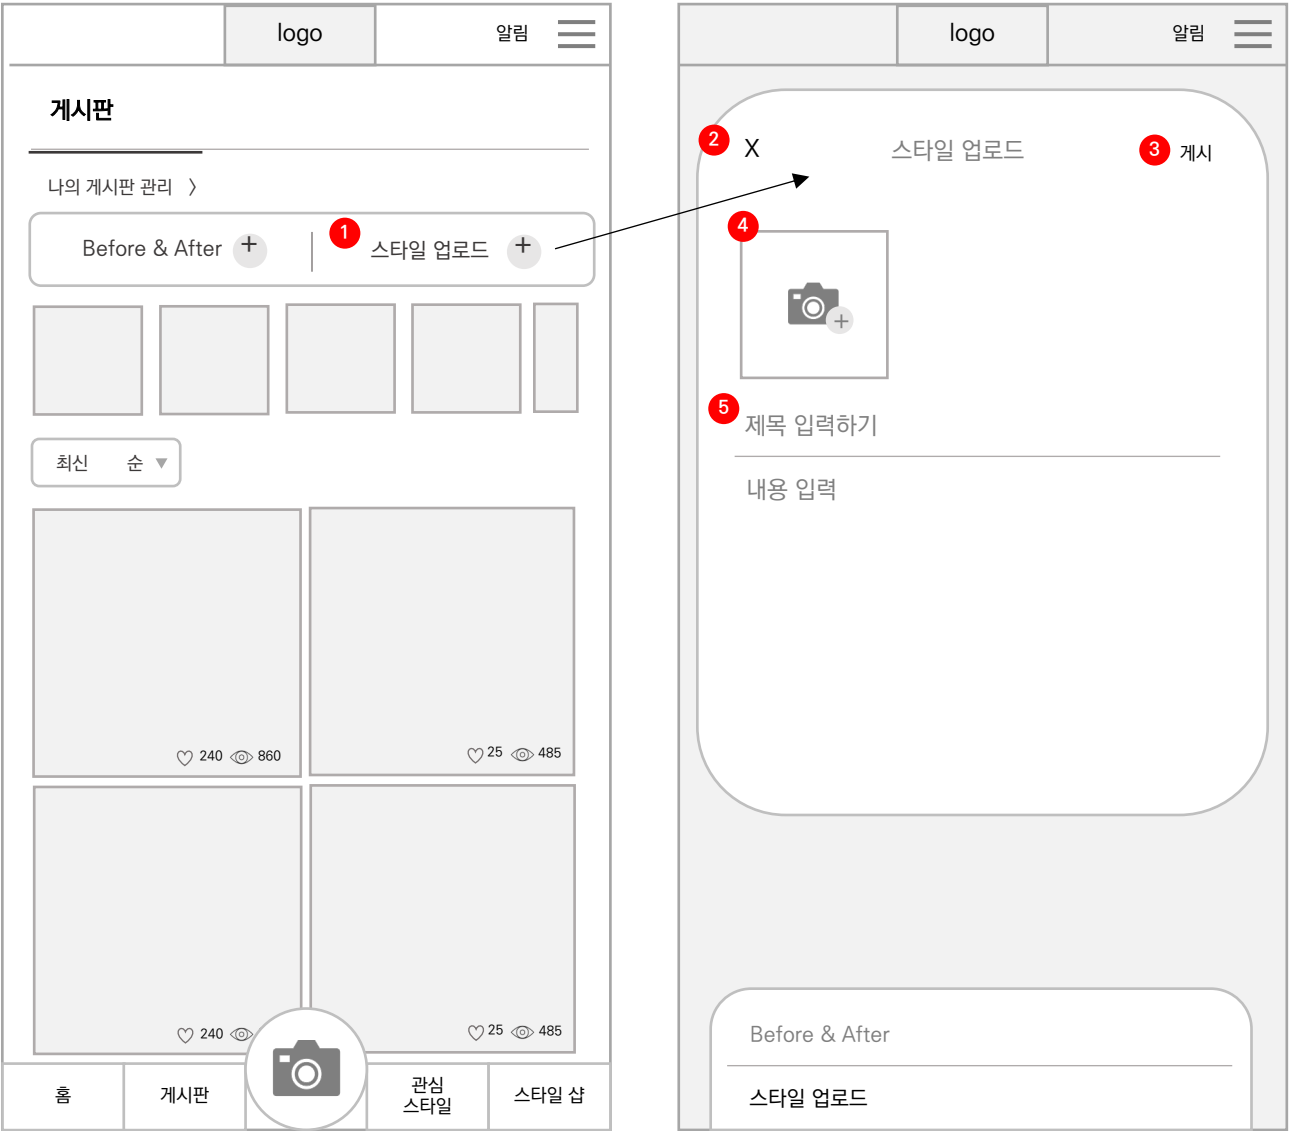 logo
알림
게시판
나의 게시판 관리 〉
Before & After +
1
스타일 업로드 +
최신 순 ▼
240 860
25 485
240
25 485
홈
게시판
관심
스타일
스타일 샵
logo
알림
2
X
스타일 업로드
3
게시
4
+
5
제목 입력하기
내용 입력
Before & After
스타일 업로드